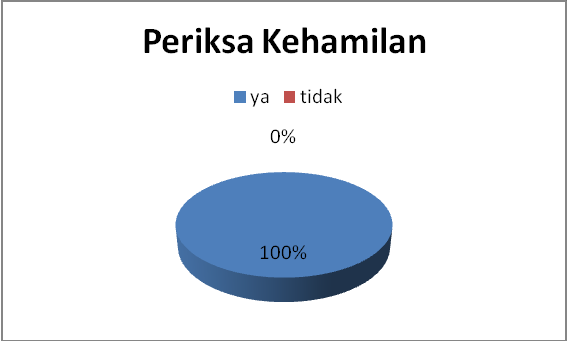 Periksa Kehamilan
ya tidak
0%
100%